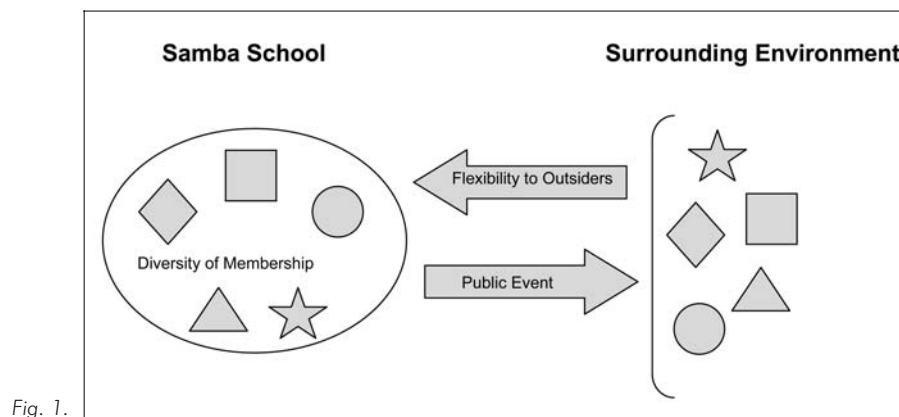 Samba School
Surrounding Environment
Flexibility to Outsiders
Diversity of Membership
Public Event
Fig. 1.